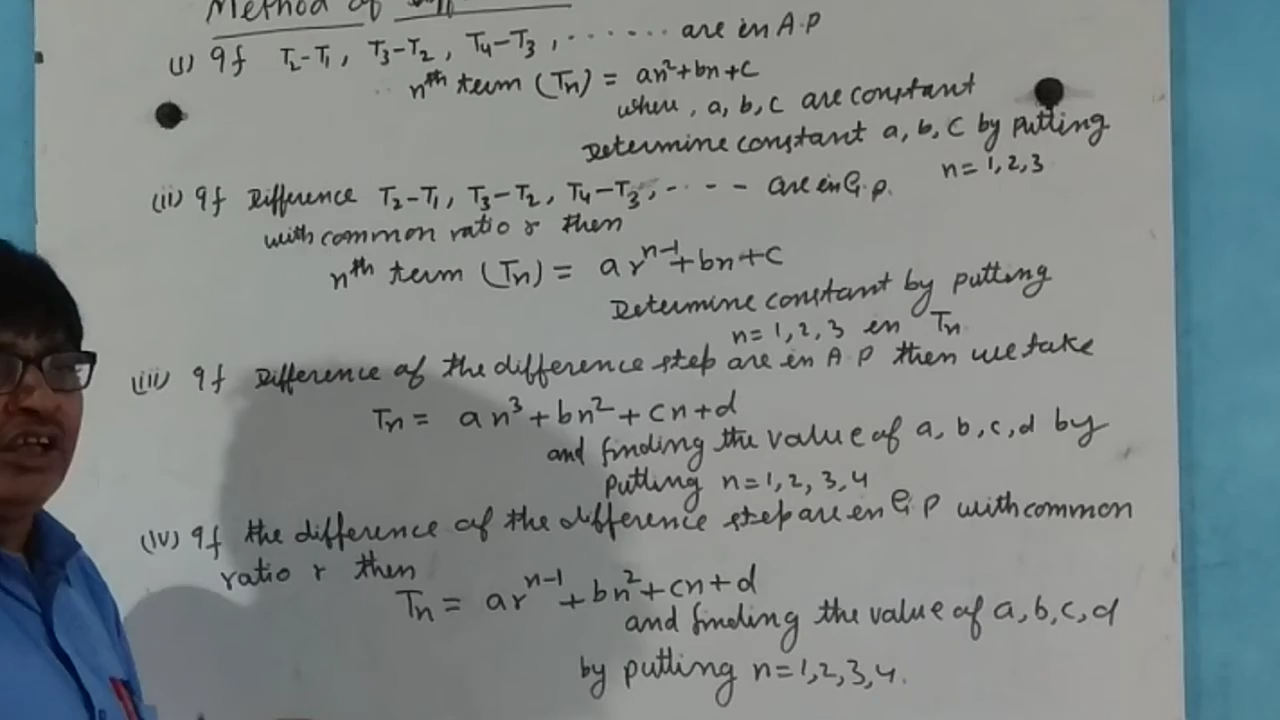 Method of
(i) If T₂-T₁, T₃-T₂, T₄-T₃, ...... are in A.P
nᵗʰ term (Tₙ) = an²+bn+c
where, a, b, c are constant
Determine constant a, b, c by putting
n=1,2,3
(ii) If Difference T₂-T₁, T₃-T₂, T₄-T₃, ---- are in G.P.
with common ratio r then
nᵗʰ term (Tₙ) = arⁿ⁻¹+bn+c
Determine constant by putting
n=1,2,3 in Tₙ
(iii) If Difference of the difference step are in A.P then we take
Tₙ = an³+bn²+cn+d
and finding the value of a, b, c, d by
putting n=1,2,3,4
(iv) If the difference of the difference step are in G P with common
ratio r then
Tₙ = arⁿ⁻¹+bn²+cn+d
and finding the value of a, b, c, d
by putting n=1,2,3,4.